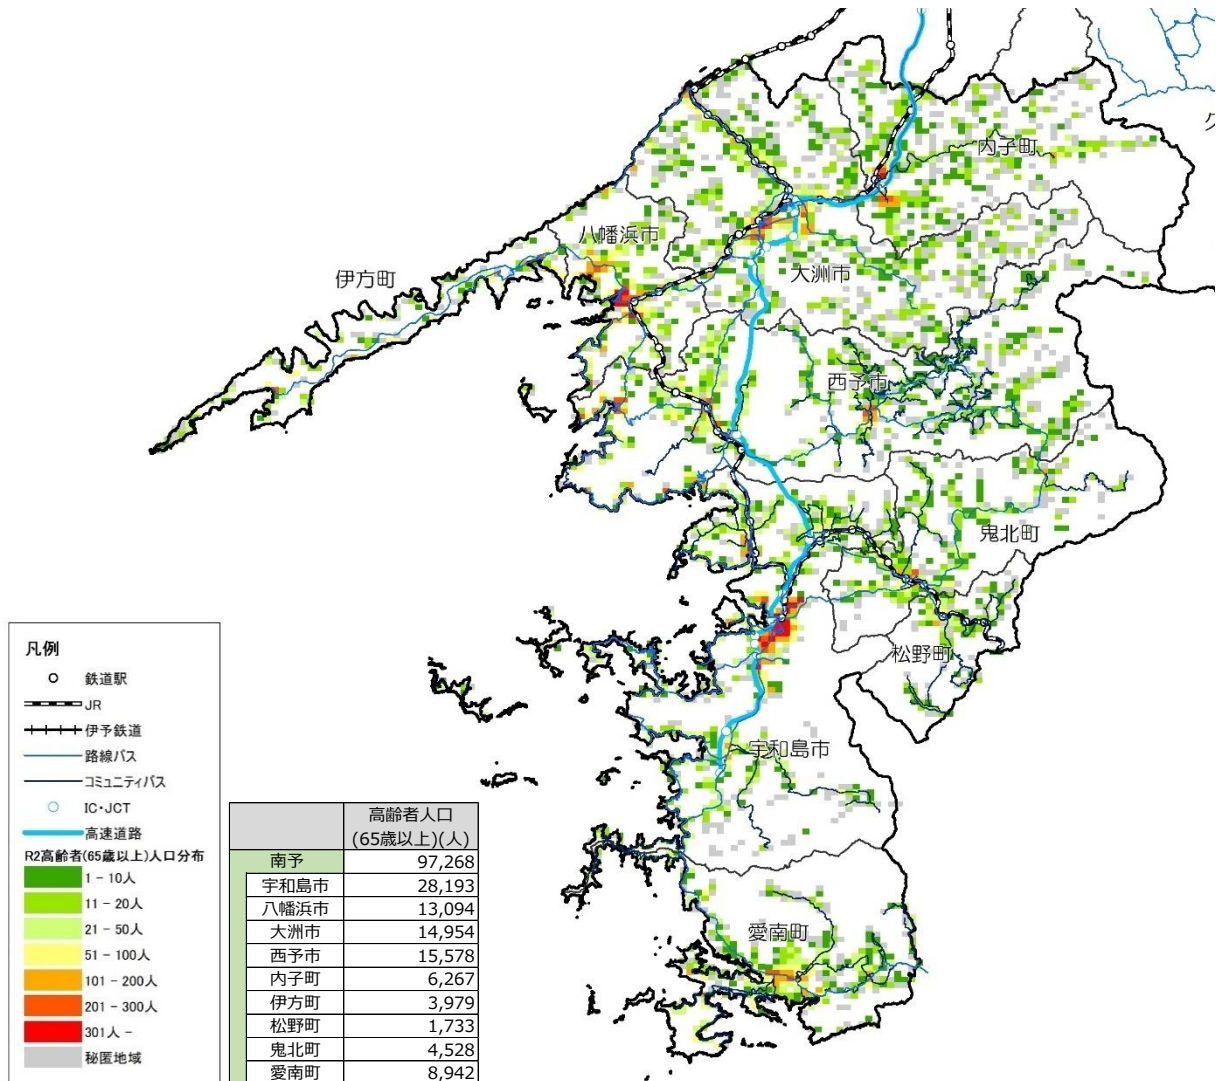 内子町
八幡浜市
伊方町
大洲市
西予市
鬼北町
松野町
宇和島市
愛南町
凡例
鉄道駅
JR
伊予鉄道
路線バス
コミュニティバス
IC・JCT
高速道路
R2高齢者(65歳以上)人口分布
1 - 10人
11 - 20人
21 - 50人
51 - 100人
101 - 200人
201 - 300人
301人 -
秘匿地域
高齢者人口
(65歳以上)(人)
南予 97,268
宇和島市 28,193
八幡浜市 13,094
大洲市 14,954
西予市 15,578
内子町 6,267
伊方町 3,979
松野町 1,733
鬼北町 4,528
愛南町 8,942